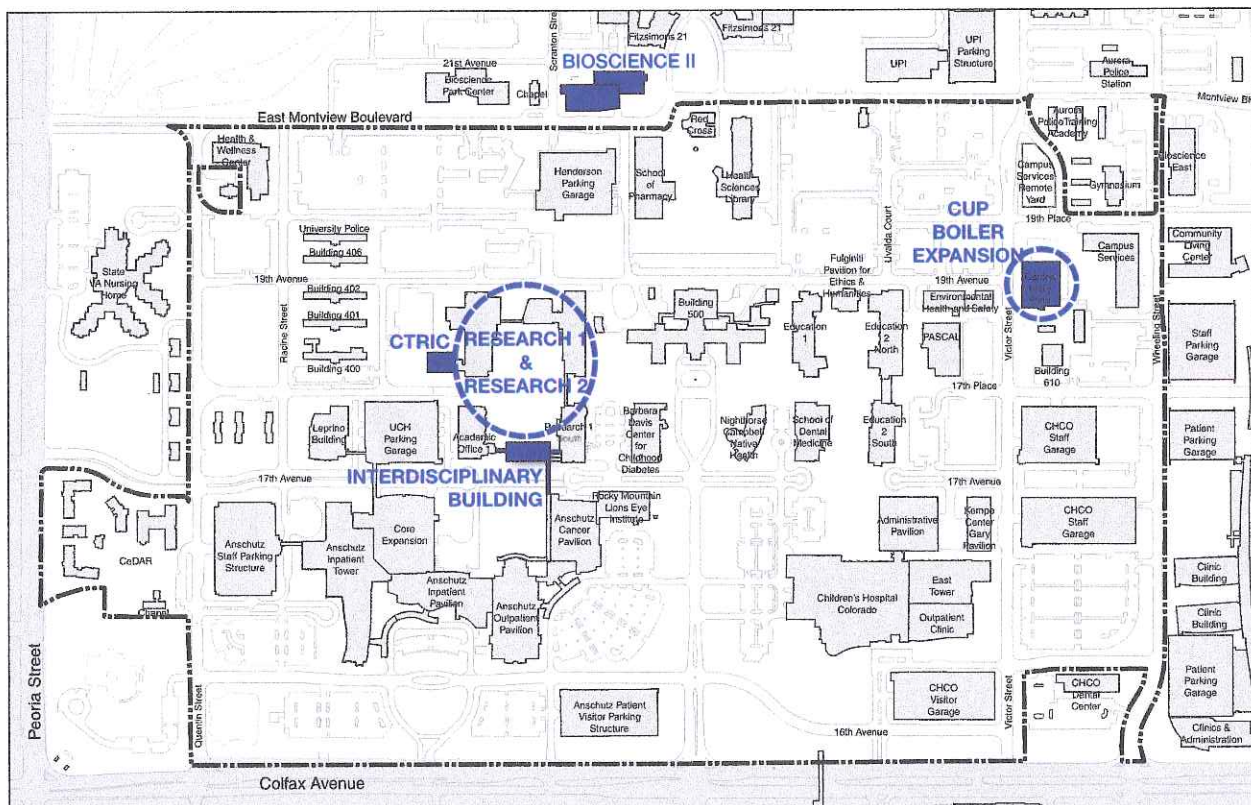 Fitzsimons 21
Fitzsimons 21
UPI
Parking
Structure
Scranton Street
BIOSCIENCE II
UPI
21st Avenue
Bioscience
Park Center
Chapel
Aurora
Police
Station
East Montview Boulevard
Red
Cross
Aurora
Police Training
Academy
Health &
Wellness
Center
Henderson
Parking
Garage
School
of
Pharmacy
Health
Sciences
Library
Campus
Services
Remote
Yard
Gymnasium
Bioscience
East
19th Place
CUP
BOILER
EXPANSION
University Police
Building 406
Uvalda Court
Campus
Services
Community
Living
Center
State
VA Nursing
Home
19th Avenue
Racine Street
Building 402
Building 401
Building 400
CTRIC
RESEARCH 1
&
RESEARCH 2
Building
500
Fulginiti
Pavilion for
Ethics &
Humanities
19th Avenue
Environmental
Health and Safety
Education
1
Education
2
North
PASCAL
Victor Street
Wheeling Street
Building
610
17th Place
Staff
Parking
Garage
Leprino
Building
UCH
Parking
Garage
Academic
Office
Research 1
South
Barbara
Davis
Center
for
Childhood
Diabetes
Nighthorse
Campbell
Native
Health
School of
Dental
Medicine
Education
2
South
CHCO
Staff
Garage
Patient
Parking
Garage
17th Avenue
INTERDISCIPLINARY
BUILDING
17th Avenue
Rocky Mountain
Lions Eye
Institute
Anschutz
Staff Parking
Structure
Anschutz
Inpatient
Tower
Core
Expansion
Anschutz
Cancer
Pavilion
Administrative
Pavilion
Kempe
Center
Gary
Pavilion
CHCO
Staff
Garage
CeDAR
Chapel
Anschutz
Inpatient
Pavilion
Anschutz
Outpatient
Pavilion
Children's Hospital
Colorado
East
Tower
Outpatient
Clinic
Clinic
Building
Clinic
Building
Peoria Street
Quentin Street
Anschutz Patient
Visitor Parking
Structure
CHCO
Visitor
Garage
Victor Street
CHCO
Dental
Center
Patient
Parking
Garage
16th Avenue
Clinics &
Administration
Colfax Avenue